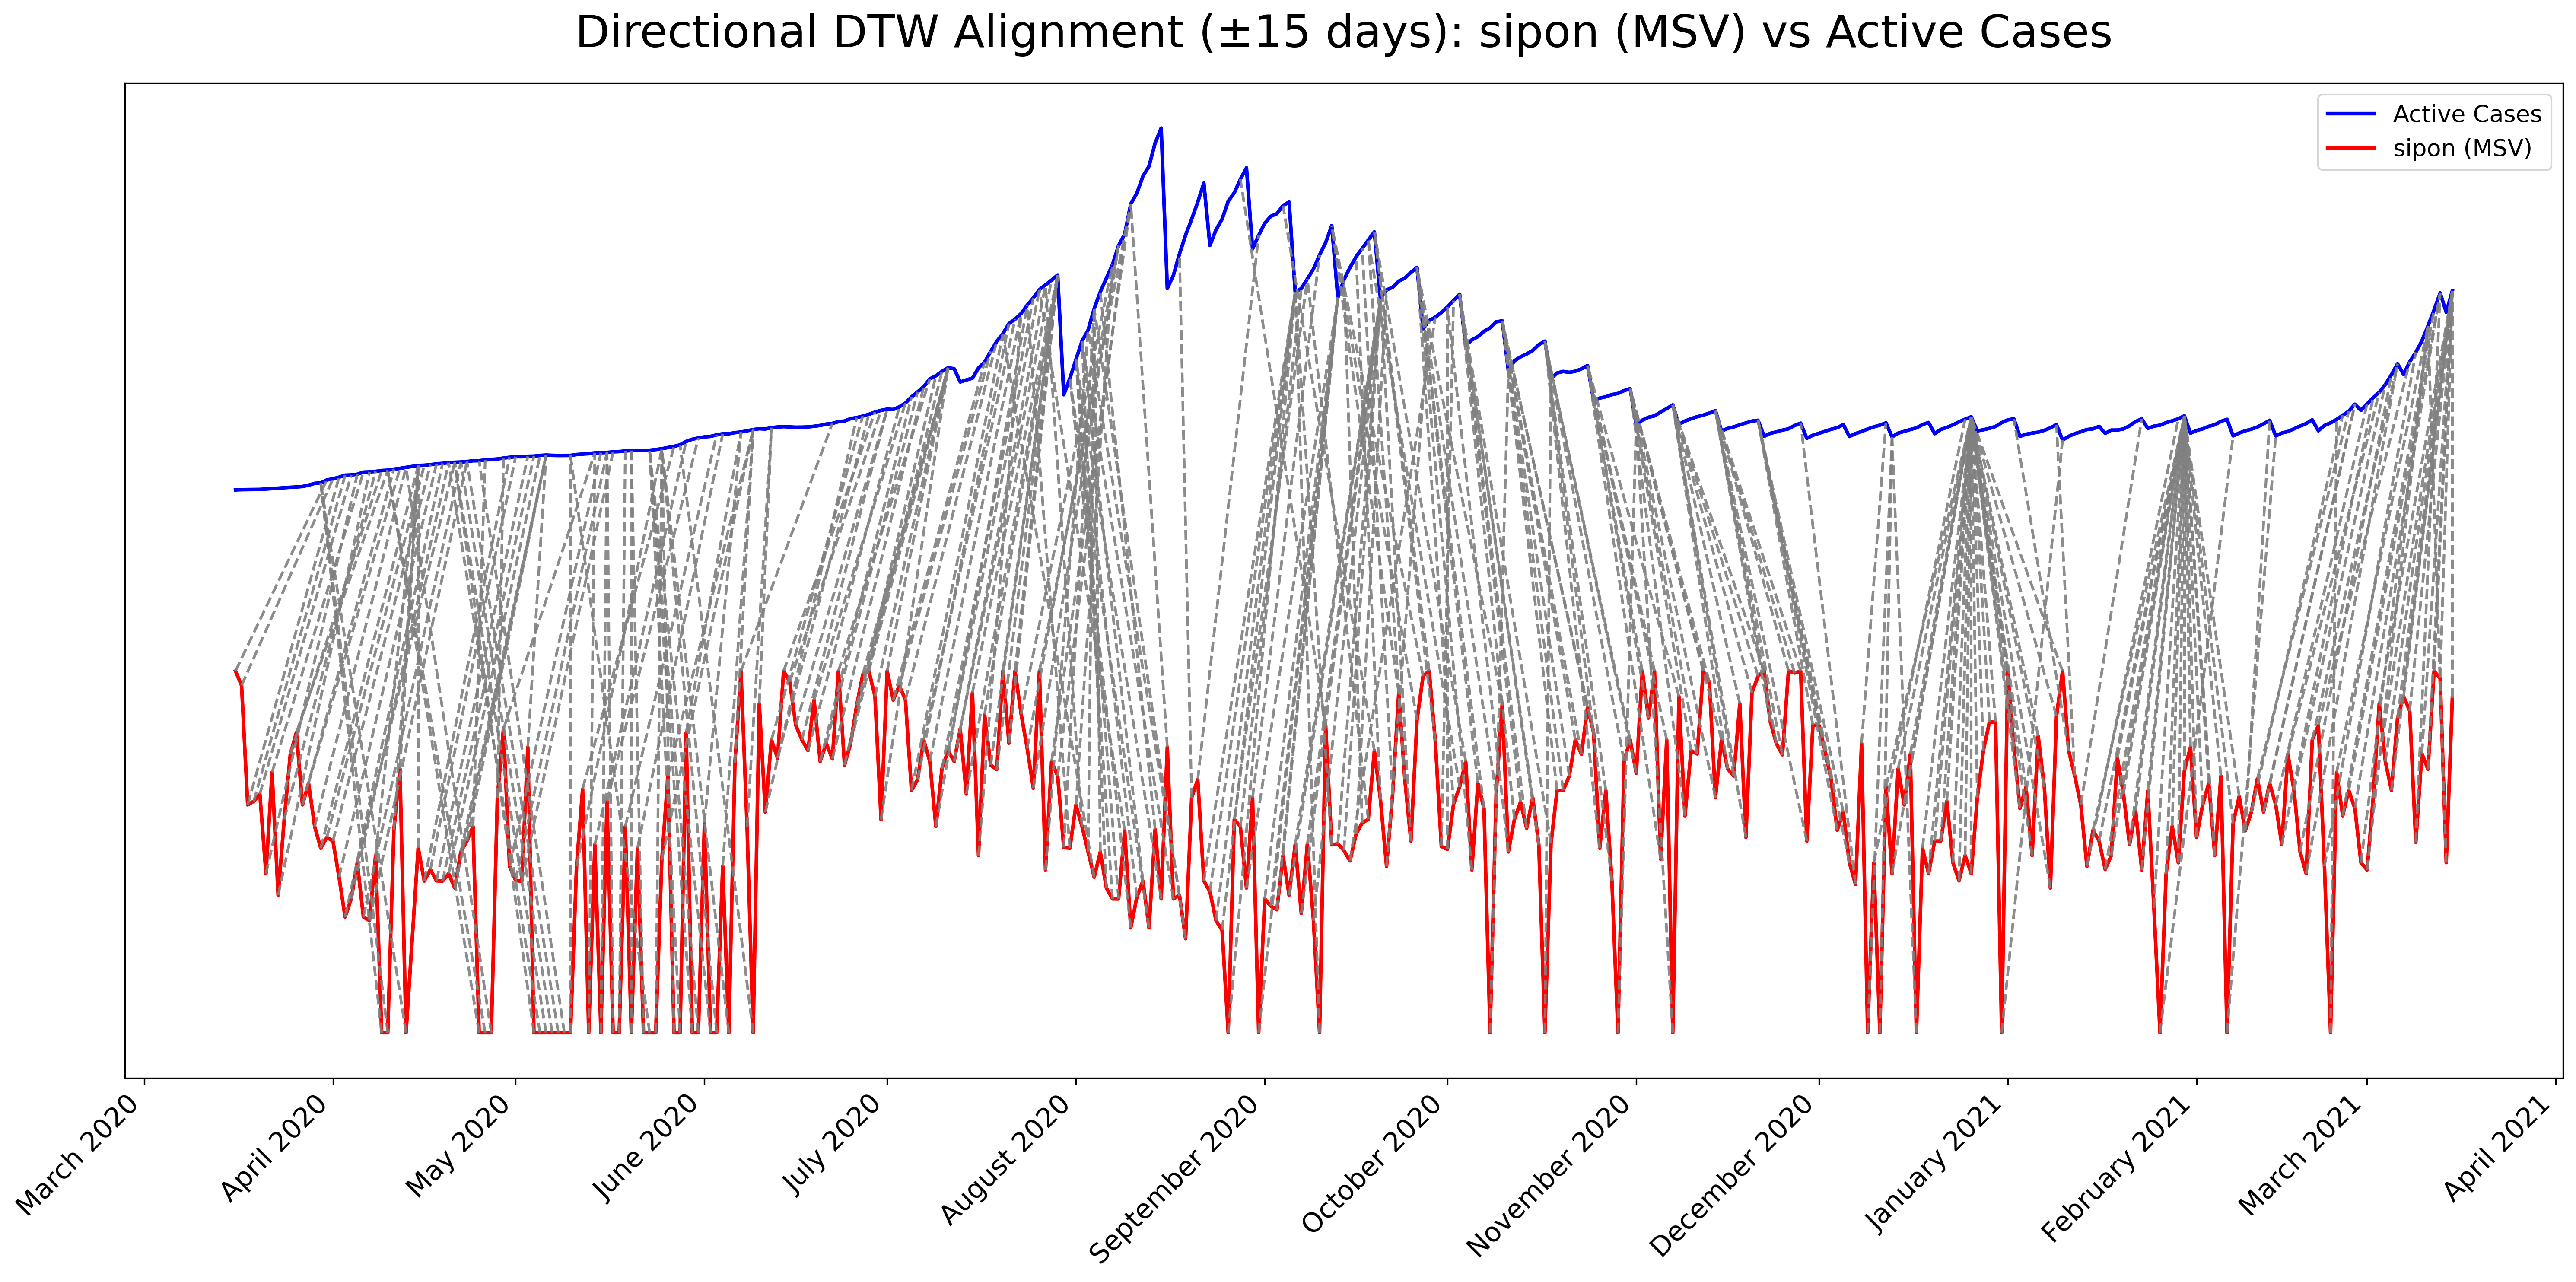 Directional DTW Alignment (±15 days): sipon (MSV) vs Active Cases
Active Cases
sipon (MSV)
March 2020
April 2020
May 2020
June 2020
July 2020
August 2020
September 2020
October 2020
November 2020
December 2020
January 2021
February 2021
March 2021
April 2021